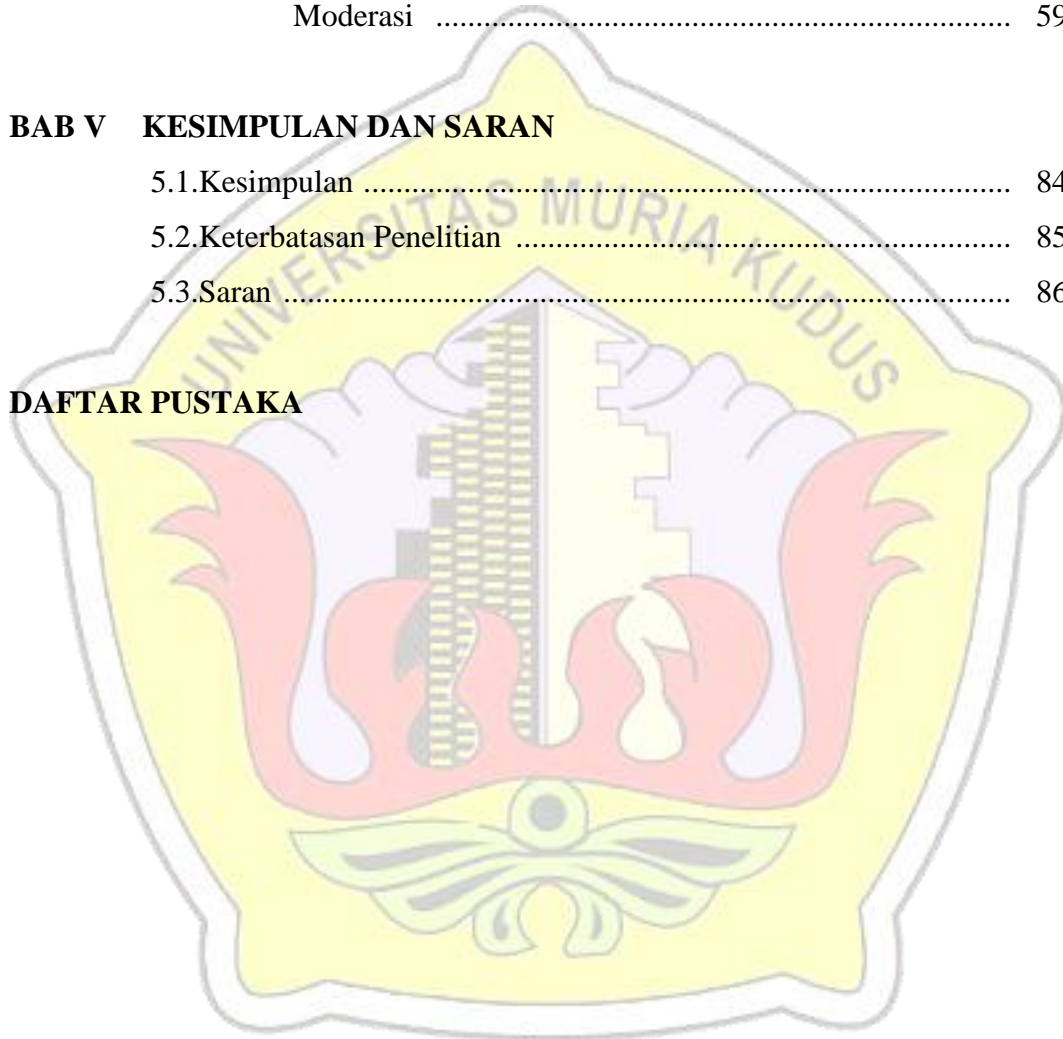 Moderasi ........................................................................ 59
BAB V KESIMPULAN DAN SARAN
5.1.Kesimpulan ................................................................................. 84
5.2.Keterbatasan Penelitian .............................................................. 85
5.3.Saran ........................................................................................... 86
UNIVERSITAS MURIA KUDUS
DAFTAR PUSTAKA